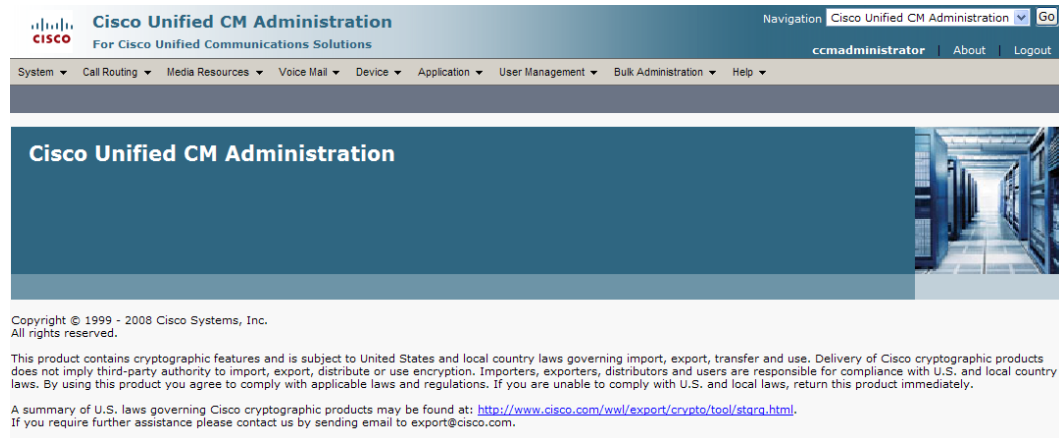 Cisco Unified CM Administration
For Cisco Unified Communications Solutions
CISCO
Navigation Cisco Unified CM Administration Go
ccmadministrator | About | Logout
System Call Routing Media Resources Voice Mail Device Application User Management Bulk Administration Help
Cisco Unified CM Administration
Copyright © 1999 - 2008 Cisco Systems, Inc.
All rights reserved.
This product contains cryptographic features and is subject to United States and local country laws governing import, export, transfer and use. Delivery of Cisco cryptographic products
does not imply third-party authority to import, export, distribute or use encryption. Importers, exporters, distributors and users are responsible for compliance with U.S. and local country
laws. By using this product you agree to comply with applicable laws and regulations. If you are unable to comply with U.S. and local laws, return this product immediately.
A summary of U.S. laws governing Cisco cryptographic products may be found at: http://www.cisco.com/wwl/export/crypto/tool/stqrg.html.
If you require further assistance please contact us by sending email to export@cisco.com.